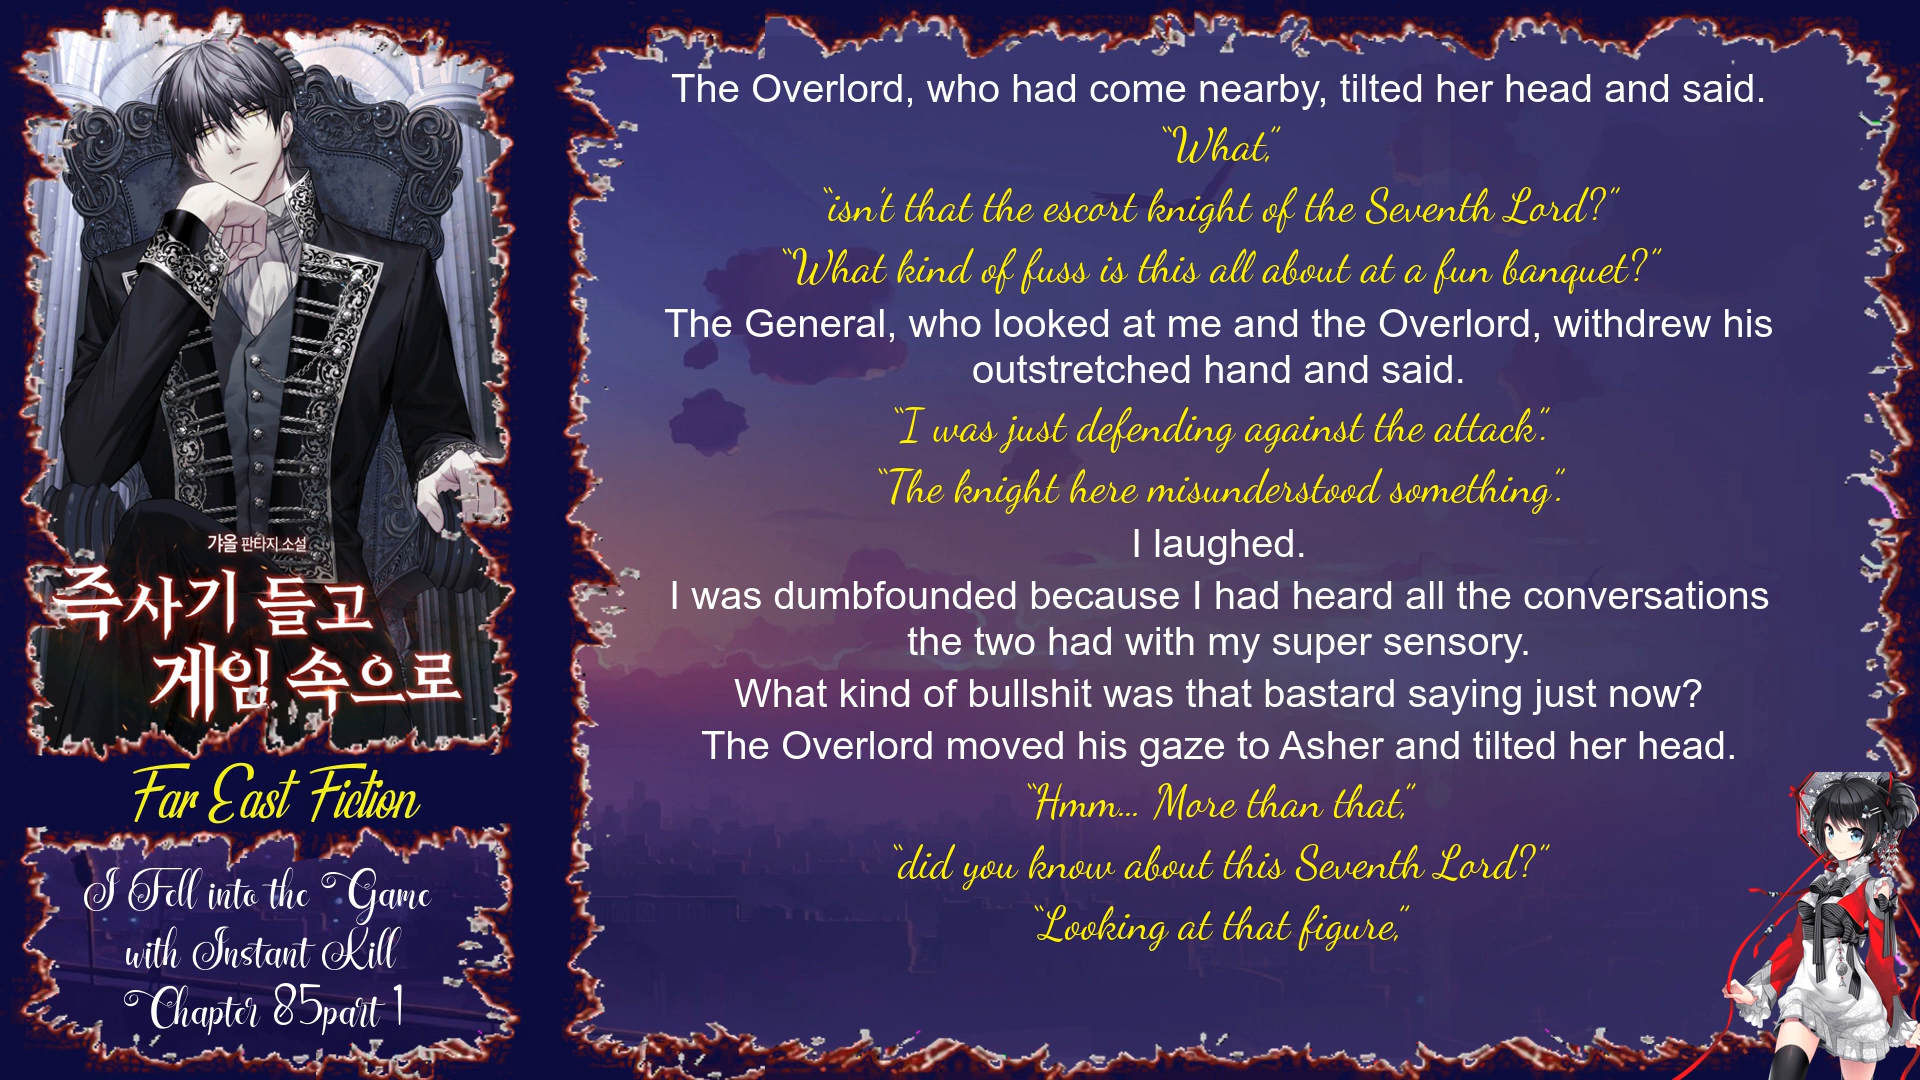 갸올 판타지 소설
즉사기 들고
게임 속으로
Far East Fiction
I Fell into the Game
with Instant Kill
Chapter 85part 1
The Overlord, who had come nearby, tilted her head and said.
“What,”
“isn’t that the escort knight of the Seventh Lord?”
“What kind of fuss is this all about at a fun banquet?”
The General, who looked at me and the Overlord, withdrew his
outstretched hand and said.
“I was just defending against the attack”.
“The knight here misunderstood something”.
I laughed.
I was dumbfounded because I had heard all the conversations
the two had with my super sensory.
What kind of bullshit was that bastard saying just now?
The Overlord moved his gaze to Asher and tilted her head.
“Hmm… More than that,”
“did you know about this Seventh Lord?”
“Looking at that figure,”